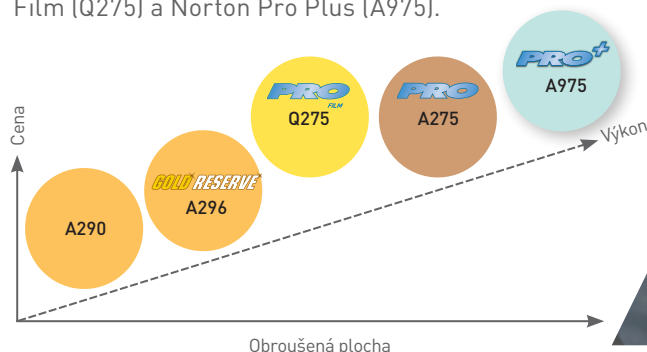 Film (Q275) a Norton Pro Plus (A975).
PRO+
A975
PRO
FILM
Q275
PRO
A275
Cena
Výkon
GOLD RESERVE
A296
A290
Obroušená plocha